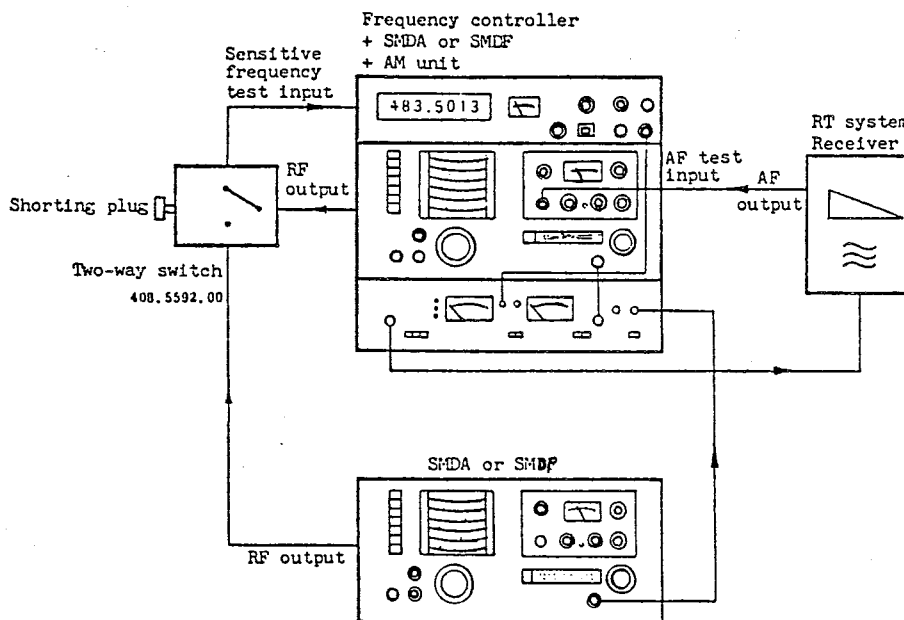 Frequency controller
+ SMDA or SMDF
+ AM unit
Sensitive
frequency
test input
483.5013
RT system
Receiver
AF test
input
RF
output
AF
output
Shorting plug
Two-way switch
408.5592.00
SMDA or SMDF
RF output